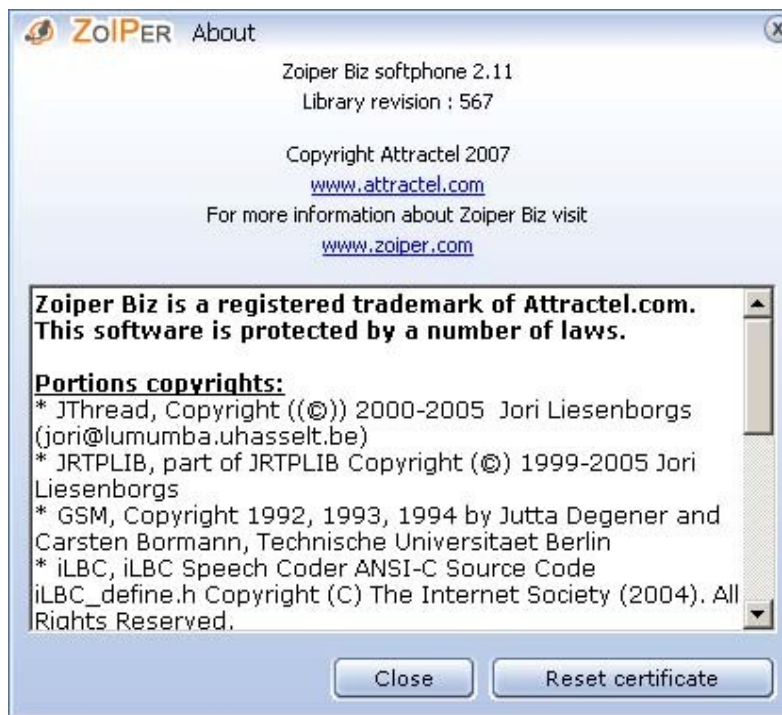 ZOIPER About
Zoiper Biz softphone 2.11
Library revision : 567
Copyright Attractel 2007
www.attractel.com
For more information about Zoiper Biz visit
www.zoiper.com
Zoiper Biz is a registered trademark of Attractel.com.
This software is protected by a number of laws.
Portions copyrights:
* JThread, Copyright ((©)) 2000-2005  Jori Liesenborgs
(jori@lumumba.uhasselt.be)
* JRTPLIB, part of JRTPLIB Copyright (©) 1999-2005 Jori
Liesenborgs
* GSM, Copyright 1992, 1993, 1994 by Jutta Degener and
Carsten Bormann, Technische Universitaet Berlin
* iLBC, iLBC Speech Coder ANSI-C Source Code
iLBC_define.h Copyright (C) The Internet Society (2004). All
Rights Reserved.
Close Reset certificate